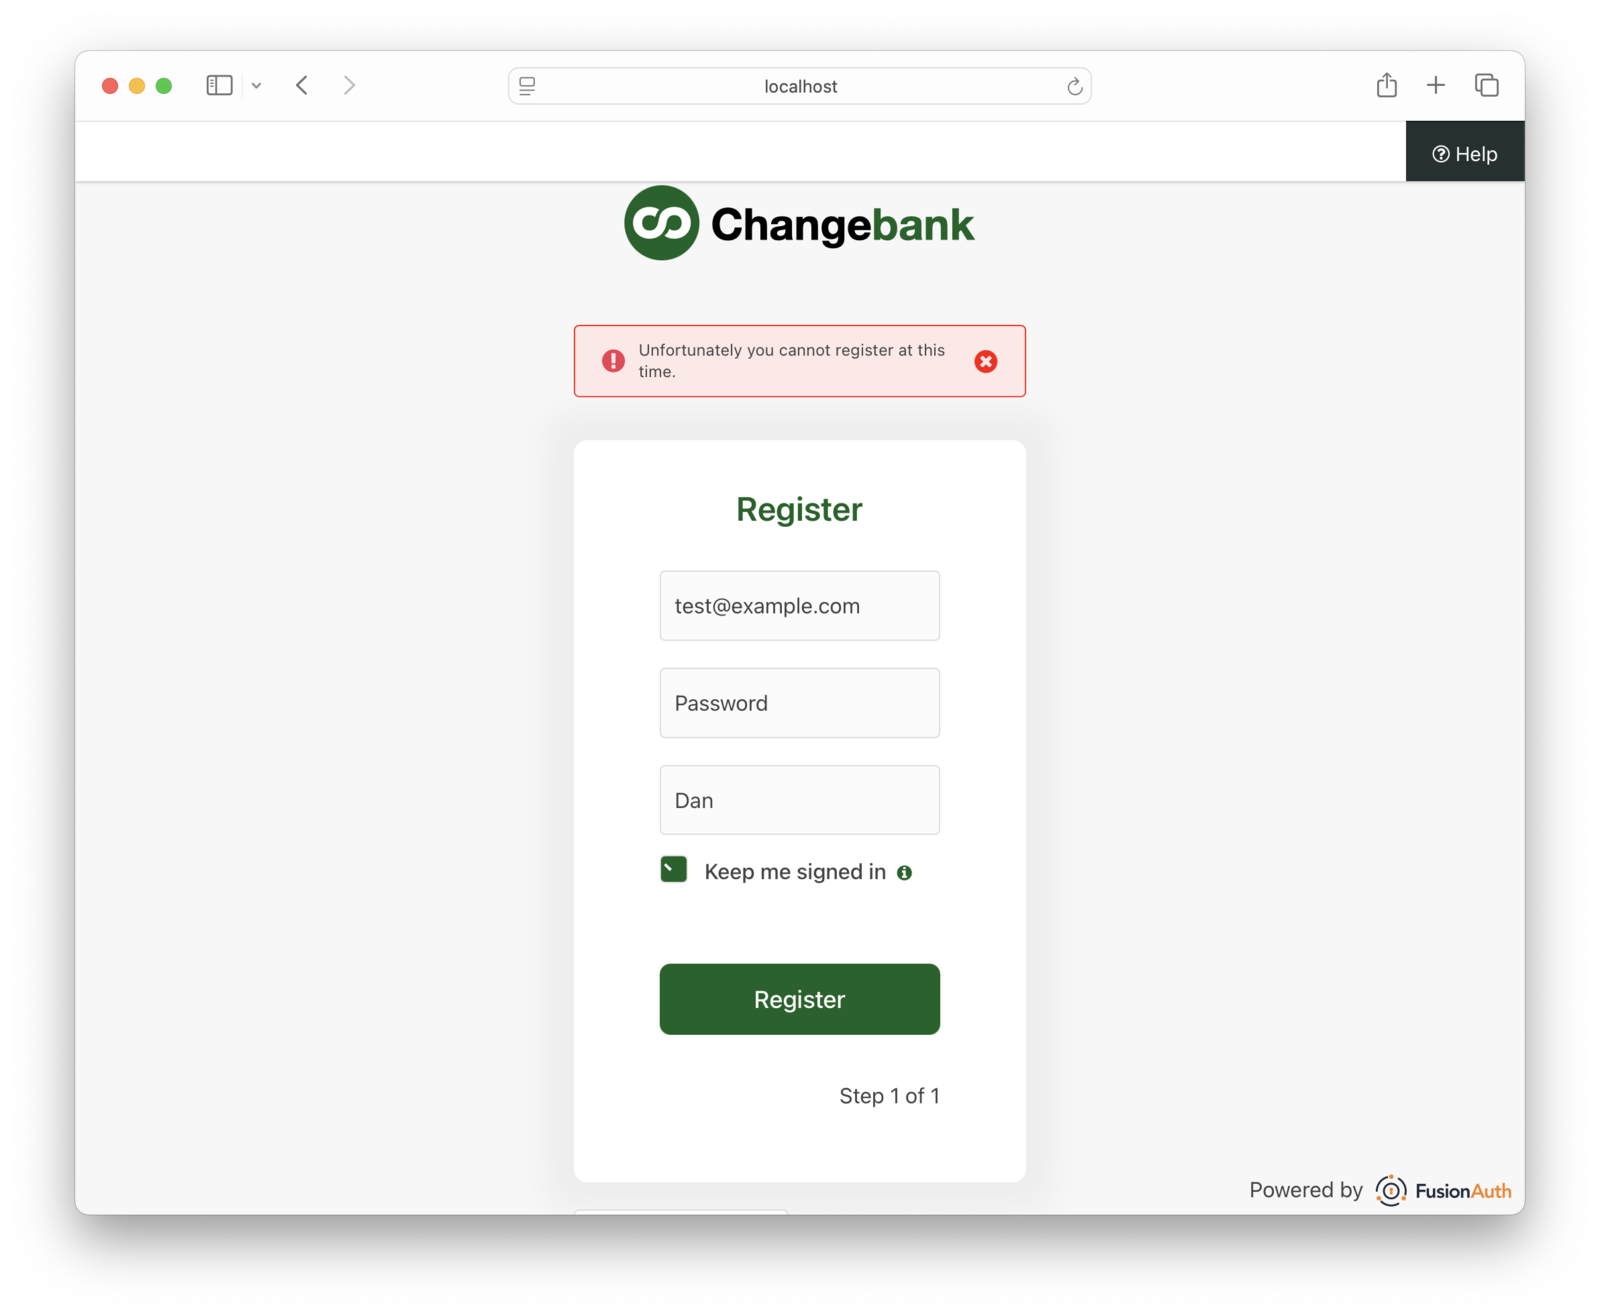 localhost
Help
Changebank
Unfortunately you cannot register at this
time.
Register
test@example.com
Password
Dan
Keep me signed in
Register
Step 1 of 1
Powered by FusionAuth